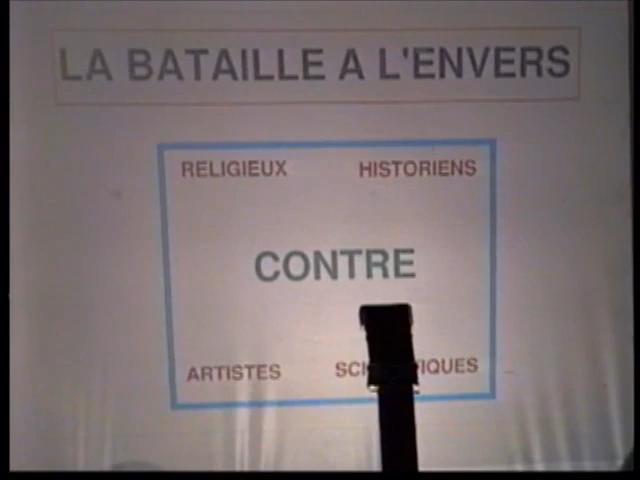 LA BATAILLE A L'ENVERS
RELIGIEUX HISTORIENS
CONTRE
ARTISTES